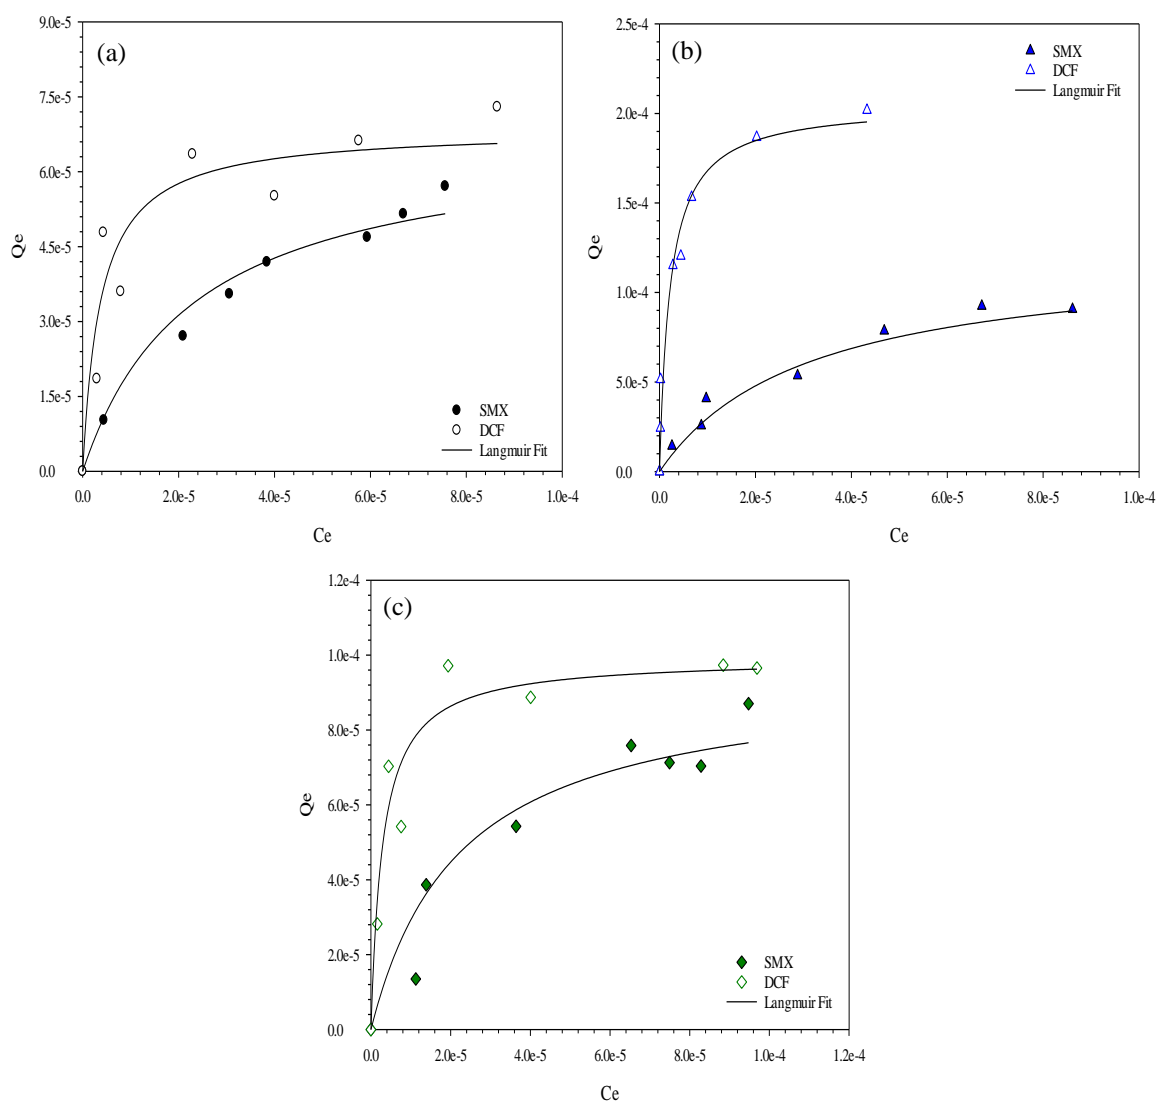 (a)
9.0e-5
7.5e-5
6.0e-5
4.5e-5
3.0e-5
1.5e-5
0.0
Qe
SMX
DCF
Langmuir Fit
0.0 2.0e-5 4.0e-5 6.0e-5 8.0e-5 1.0e-4
Ce
(b)
2.5e-4
2.0e-4
1.5e-4
1.0e-4
5.0e-5
0.0
Qe
SMX
DCF
Langmuir Fit
0.0 2.0e-5 4.0e-5 6.0e-5 8.0e-5 1.0e-4
Ce
(c)
1.2e-4
1.0e-4
8.0e-5
6.0e-5
4.0e-5
2.0e-5
0.0
Qe
SMX
DCF
Langmuir Fit
0.0 2.0e-5 4.0e-5 6.0e-5 8.0e-5 1.0e-4 1.2e-4
Ce